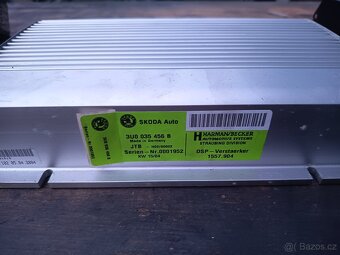 SKODA Auto
3U0 035 456 B
Made in Germany
JTB
Serien-Nr.0001952
KW 15/04
HARMAN/BECKER
AUTOMOTIVE SYSTEMS
STRAUBING DIVISION
DSP-Verstaerker
1557.904
bazos.cz